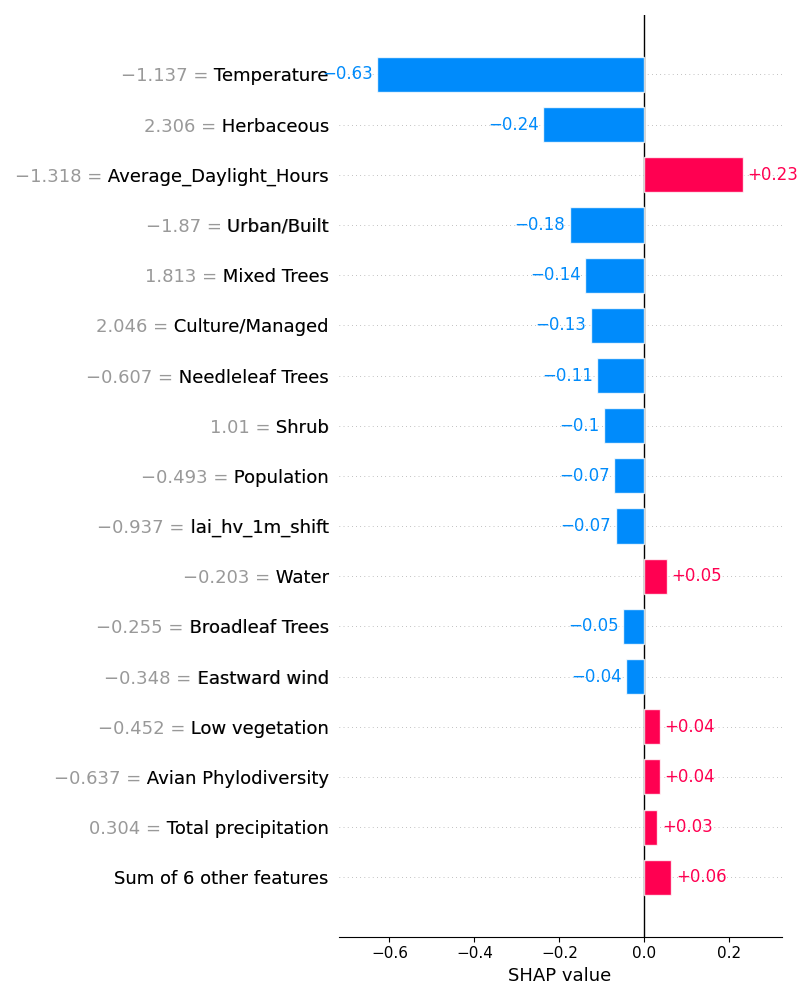 −1.137 = Temperature −0.63
2.306 = Herbaceous −0.24
−1.318 = Average_Daylight_Hours +0.23
−1.87 = Urban/Built −0.18
1.813 = Mixed Trees −0.14
2.046 = Culture/Managed −0.13
−0.607 = Needleleaf Trees −0.11
1.01 = Shrub −0.1
−0.493 = Population −0.07
−0.937 = lai_hv_1m_shift −0.07
−0.203 = Water +0.05
−0.255 = Broadleaf Trees −0.05
−0.348 = Eastward wind −0.04
−0.452 = Low vegetation +0.04
−0.637 = Avian Phylodiversity +0.04
0.304 = Total precipitation +0.03
Sum of 6 other features +0.06
−0.6 −0.4 −0.2 0.0 0.2
SHAP value